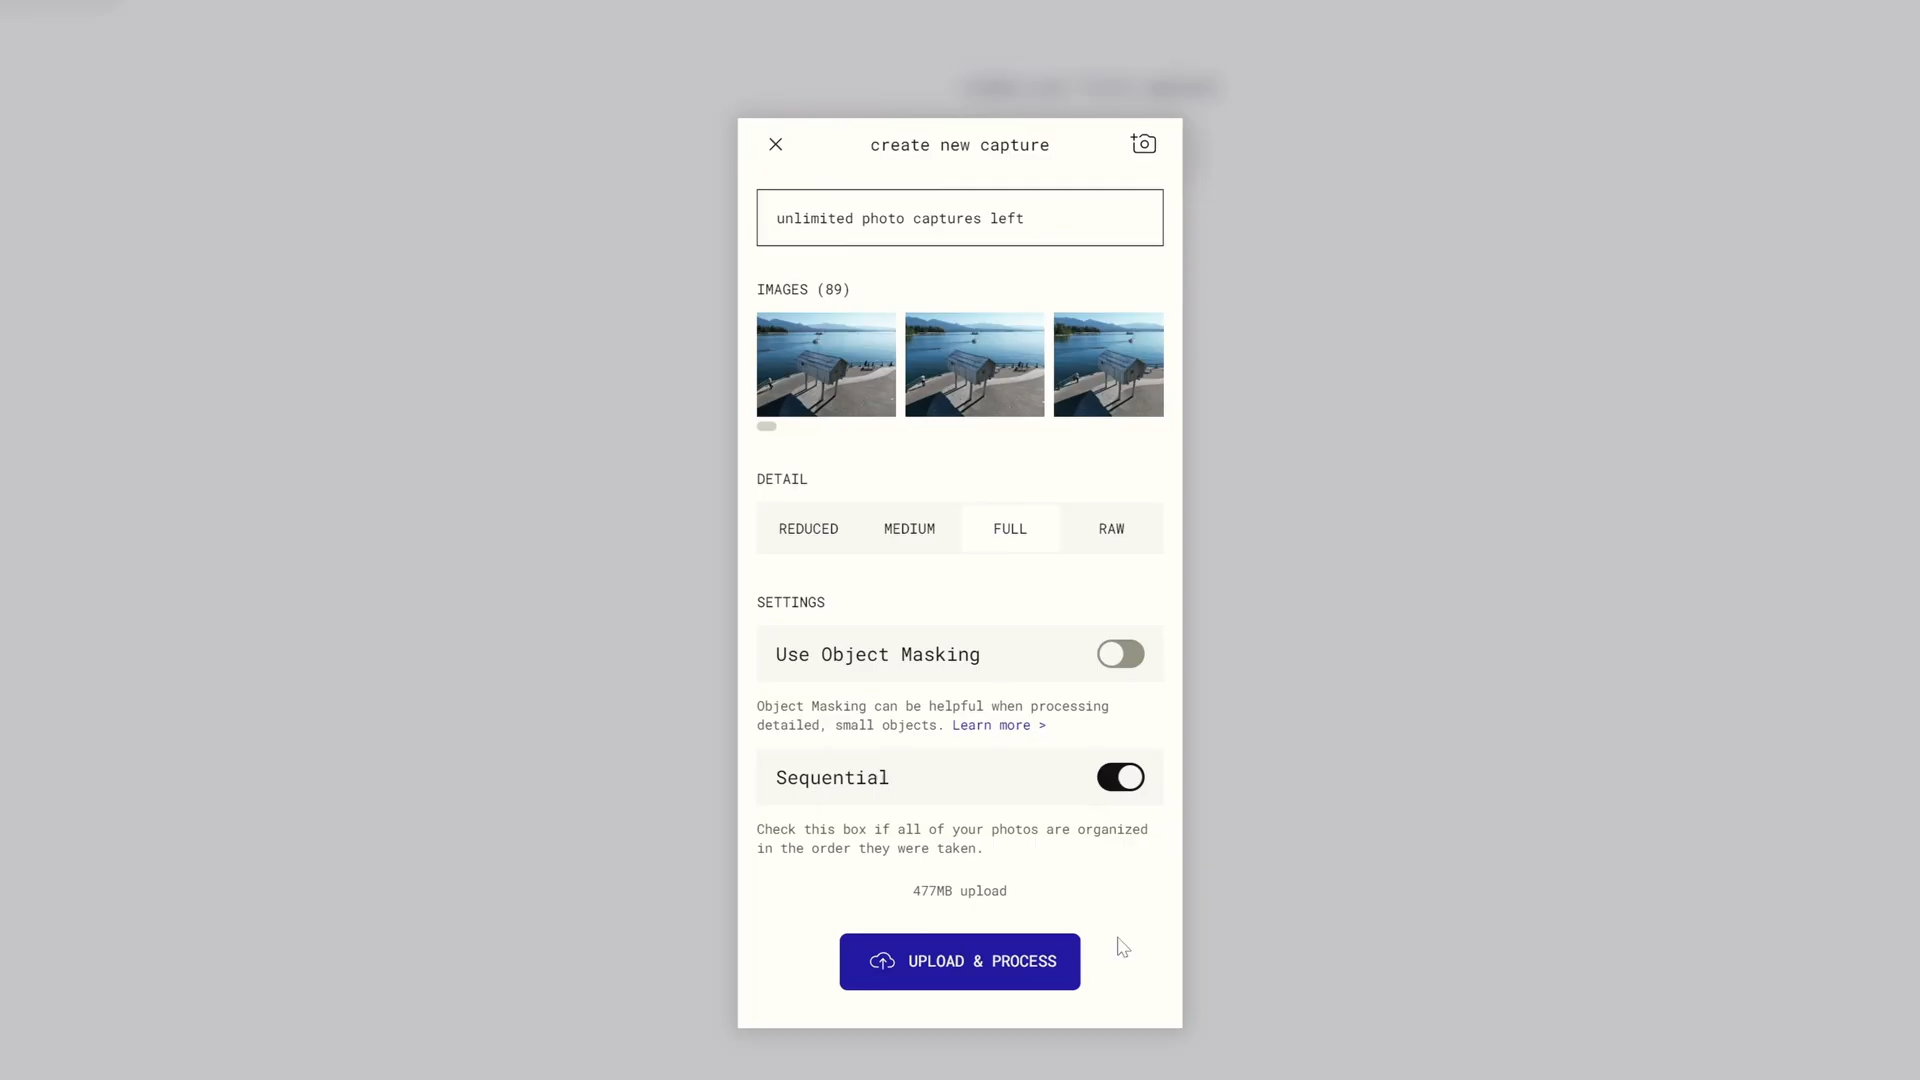 create new capture
unlimited photo captures left
IMAGES (89)
DETAIL
REDUCED MEDIUM FULL RAW
SETTINGS
Use Object Masking
Object Masking can be helpful when processing
detailed, small objects. Learn more >
Sequential
Check this box if all of your photos are organized
in the order they were taken.
477MB upload
UPLOAD & PROCESS